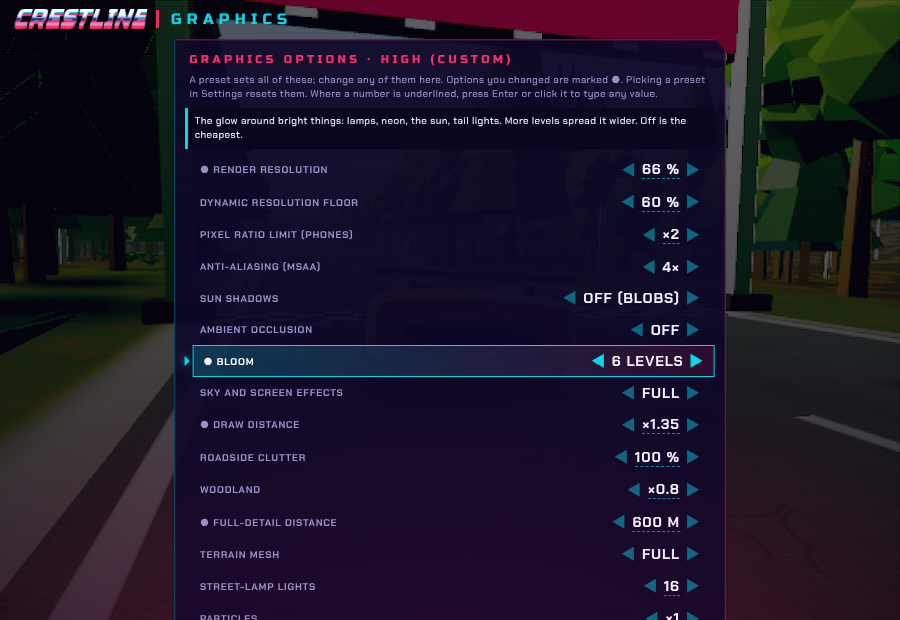 CRESTLINE | GRAPHICS
GRAPHICS OPTIONS · HIGH (CUSTOM)
A preset sets all of these; change any of them here. Options you changed are marked ●. Picking a preset
in Settings resets them. Where a number is underlined, press Enter or click it to type any value.
The glow around bright things: lamps, neon, the sun, tail lights. More levels spread it wider. Off is the
cheapest.
● RENDER RESOLUTION ◀ 66 % ▶
DYNAMIC RESOLUTION FLOOR ◀ 60 % ▶
PIXEL RATIO LIMIT (PHONES) ◀ ×2 ▶
ANTI-ALIASING (MSAA) ◀ 4× ▶
SUN SHADOWS ◀ OFF (BLOBS) ▶
AMBIENT OCCLUSION ◀ OFF ▶
● BLOOM ◀ 6 LEVELS ▶
SKY AND SCREEN EFFECTS ◀ FULL ▶
● DRAW DISTANCE ◀ ×1.35 ▶
ROADSIDE CLUTTER ◀ 100 % ▶
WOODLAND ◀ ×0.8 ▶
● FULL-DETAIL DISTANCE ◀ 600 M ▶
TERRAIN MESH ◀ FULL ▶
STREET-LAMP LIGHTS ◀ 16 ▶
PARTICLES ◀ ×1 ▶